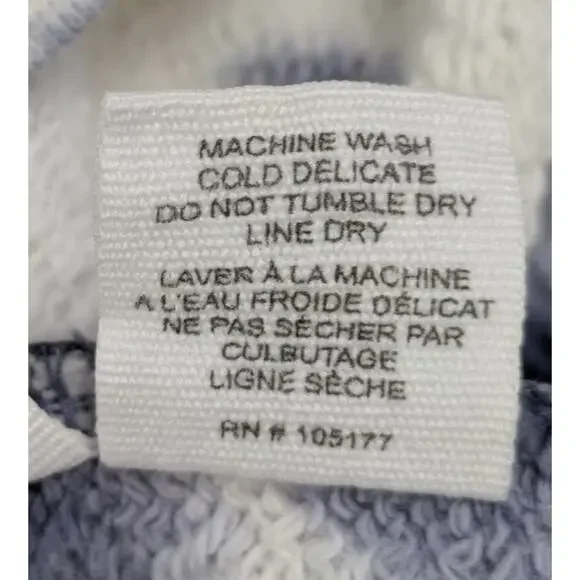 MACHINE WASH
COLD DELICATE
DO NOT TUMBLE DRY
LINE DRY
LAVER À LA MACHINE
A L'EAU FROIDE DÉLICAT
NE PAS SÉCHER PAR
CULBUTAGE
LIGNE SÈCHE
RN # 105177